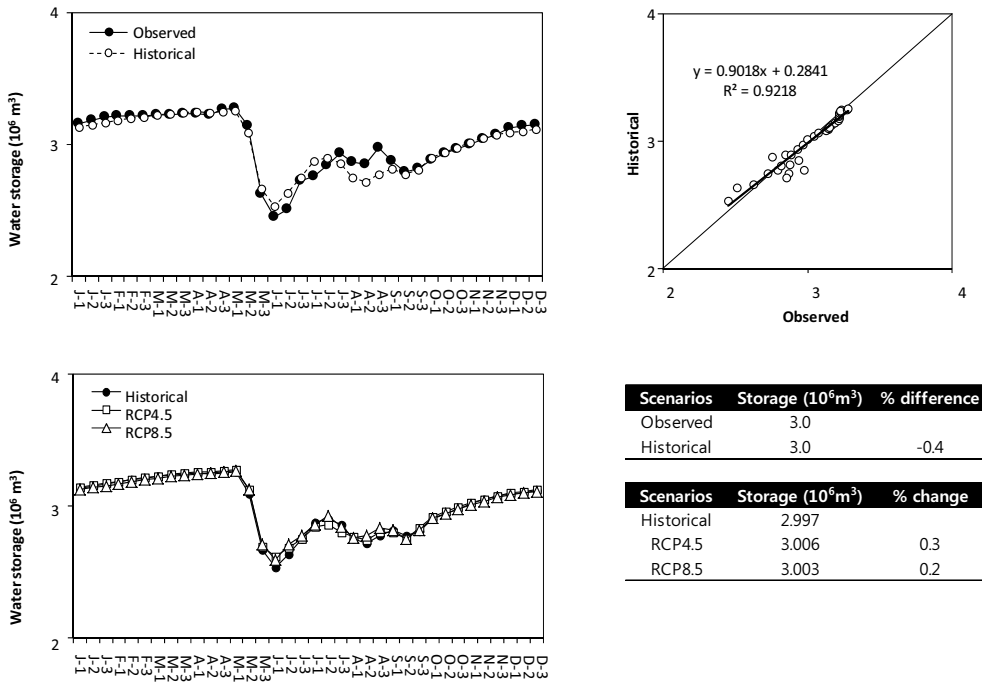 4
3
2
Water storage (10⁶ m³)
Observed
Historical
J-1 J-2 J-3 F-1 F-2 F-3 M-1 M-2 M-3 A-1 A-2 A-3 M-1 M-2 M-3 J-1 J-2 J-3 J-1 J-2 J-3 A-1 A-2 A-3 S-1 S-2 S-3 O-1 O-2 O-3 N-1 N-2 N-3 D-1 D-2 D-3
4
3
2
Historical
y = 0.9018x + 0.2841
R² = 0.9218
2 3 4
Observed
4
3
2
Water storage (10⁶ m³)
Historical
RCP4.5
RCP8.5
J-1 J-2 J-3 F-1 F-2 F-3 M-1 M-2 M-3 A-1 A-2 A-3 M-1 M-2 M-3 J-1 J-2 J-3 J-1 J-2 J-3 A-1 A-2 A-3 S-1 S-2 S-3 O-1 O-2 O-3 N-1 N-2 N-3 D-1 D-2 D-3
Scenarios Storage (10⁶m³) % difference
Observed 3.0
Historical 3.0 -0.4
Scenarios Storage (10⁶m³) % change
Historical 2.997
RCP4.5 3.006 0.3
RCP8.5 3.003 0.2